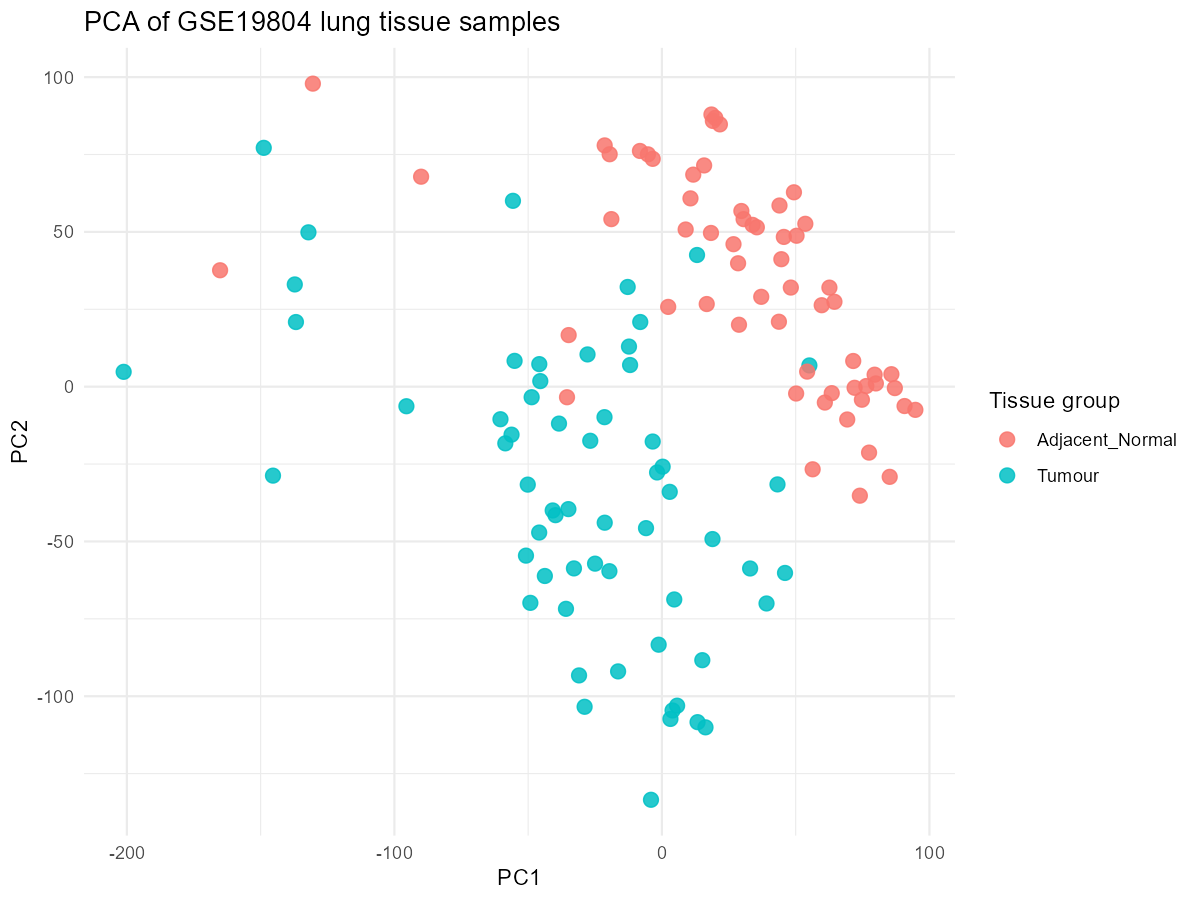 PCA of GSE19804 lung tissue samples
100
50
0
-50
-100
PC2
-200
-100
0
100
PC1
Tissue group
Adjacent_Normal
Tumour